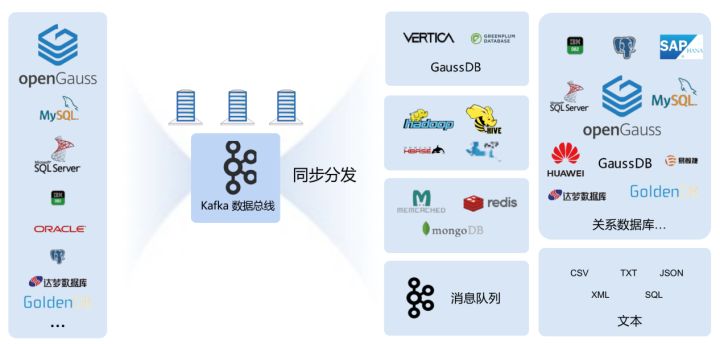 openGauss
MySQL
Microsoft
SQL Server
IBM
DB2
ORACLE
达梦数据库
GoldenDB
...
Kafka 数据总线
同步分发
VERTICA
GREENPLUM
DATABASE
GaussDB
hadoop
HIVE
HBASE
MEMCACHED
redis
mongoDB
消息队列
IBM
DB2
SAP HANA
Microsoft
SQL Server
MySQL
openGauss
HUAWEI
GaussDB
易鲸捷
达梦数据库
GoldenDB
关系数据库...
CSV TXT JSON
XML SQL
文本